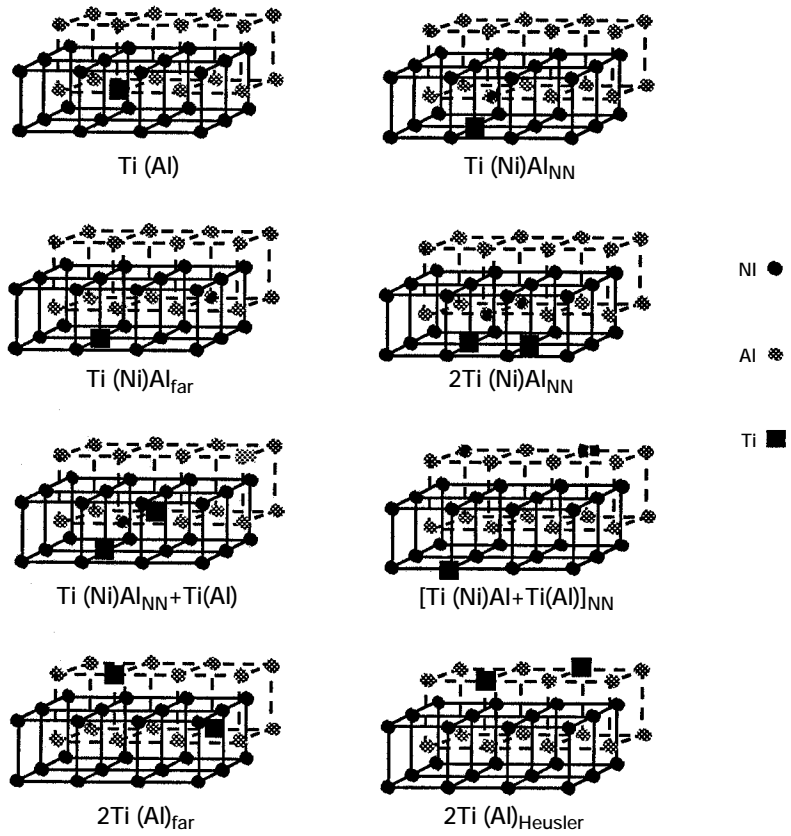 Ti (Al)
Ti (Ni)Al_NN
Ti (Ni)Al_far
2Ti (Ni)Al_NN
Ni
Al
Ti
Ti (Ni)Al_NN+Ti(Al)
[Ti (Ni)Al+Ti(Al)]_NN
2Ti (Al)_far
2Ti (Al)_Heusler